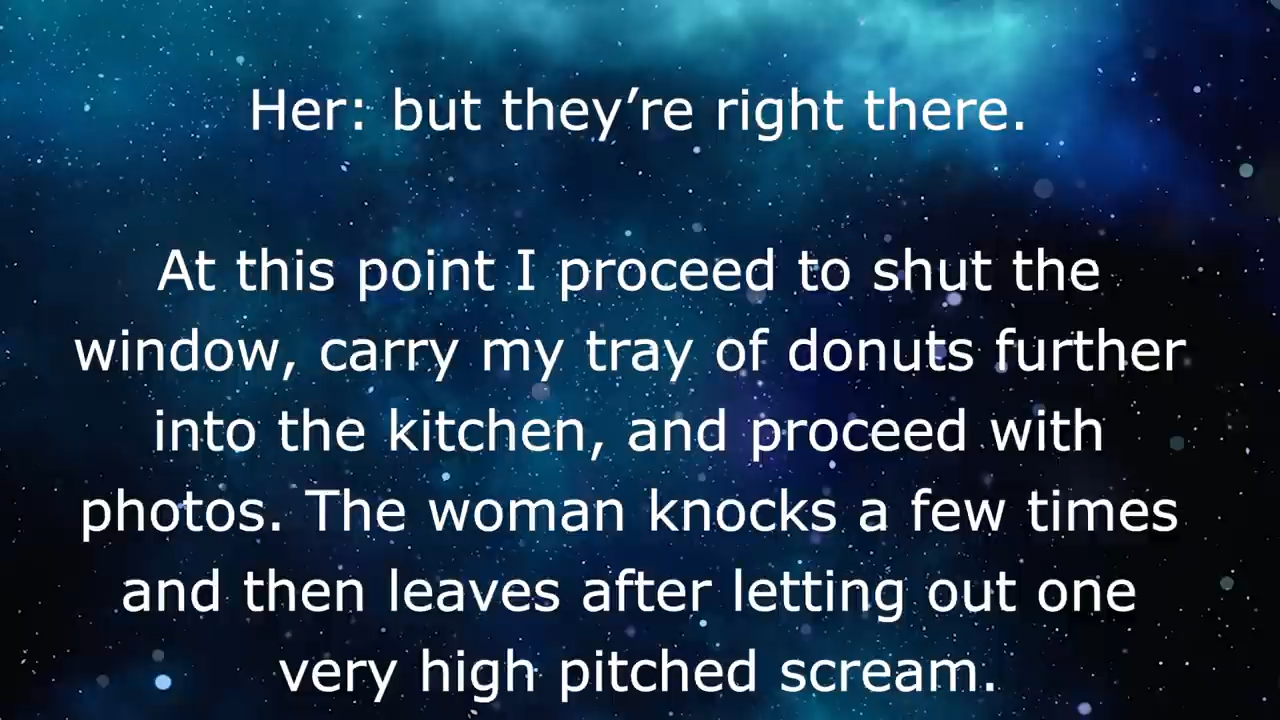 Her: but they’re right there.
At this point I proceed to shut the
window, carry my tray of donuts further
into the kitchen, and proceed with
photos. The woman knocks a few times
and then leaves after letting out one
very high pitched scream.